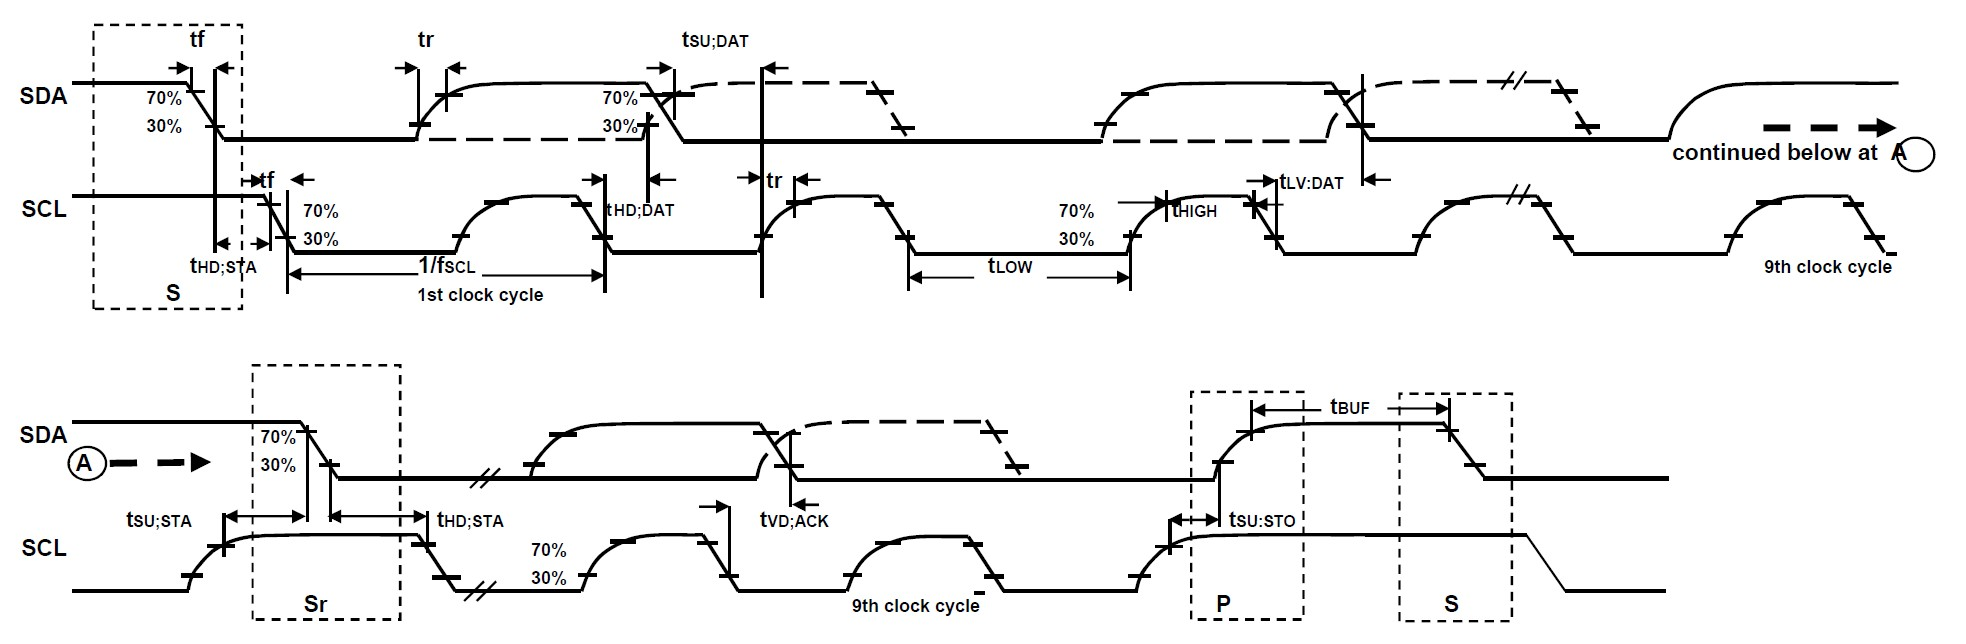 tf tr tSU;DAT
SDA 70% 70%
30% 30%
continued below at A
tf tr tLV:DAT
SCL 70% tHD;DAT 70% tHIGH
30% 30%
tHD;STA 1/fSCL tLOW 9th clock cycle
S 1st clock cycle
tBUF
SDA 70%
A 30%
tSU;STA tHD;STA tVD;ACK tSU:STO
SCL 70%
30%
Sr 9th clock cycle P S